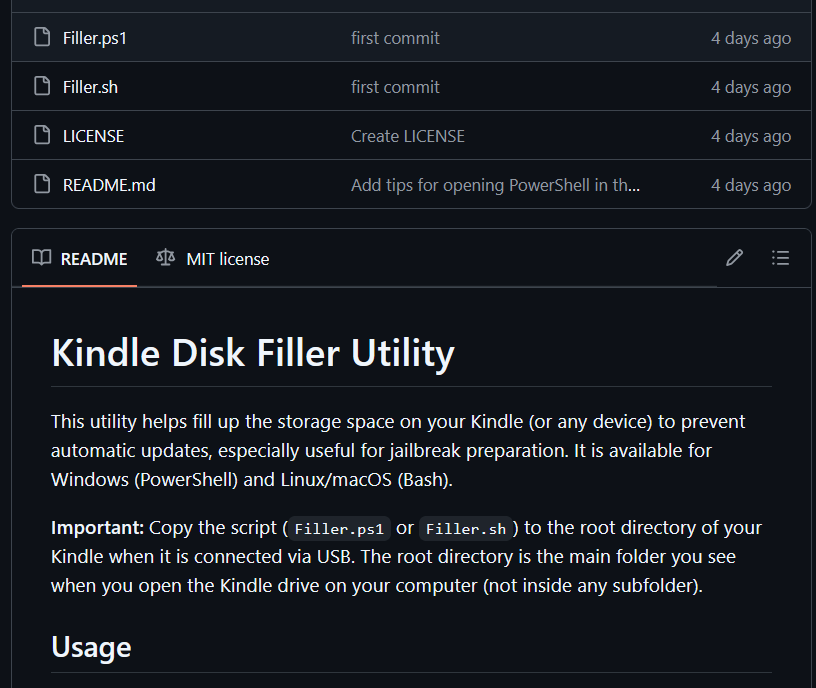 Filler.ps1 first commit 4 days ago
Filler.sh first commit 4 days ago
LICENSE Create LICENSE 4 days ago
README.md Add tips for opening PowerShell in th... 4 days ago
README MIT license
Kindle Disk Filler Utility
This utility helps fill up the storage space on your Kindle (or any device) to prevent
automatic updates, especially useful for jailbreak preparation. It is available for
Windows (PowerShell) and Linux/macOS (Bash).
Important: Copy the script (Filler.ps1 or Filler.sh) to the root directory of your
Kindle when it is connected via USB. The root directory is the main folder you see
when you open the Kindle drive on your computer (not inside any subfolder).
Usage